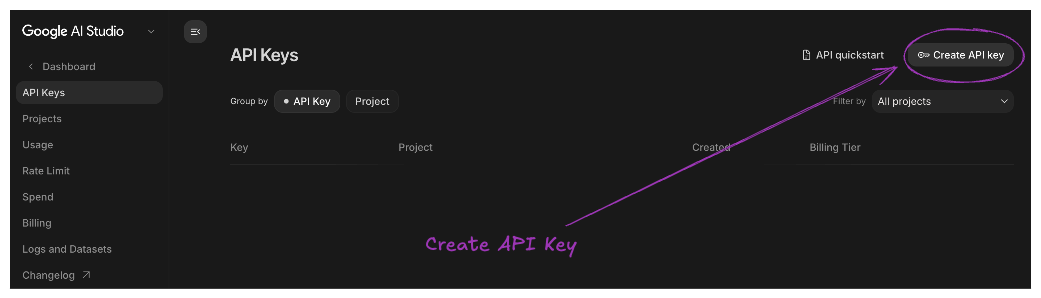 Google AI Studio
Dashboard
API Keys
Projects
Usage
Rate Limit
Spend
Billing
Logs and Datasets
Changelog
API Keys
API quickstart
Create API key
Group by
API Key
Project
Filter by
All projects
Key
Project
Created
Billing Tier
Create API Key